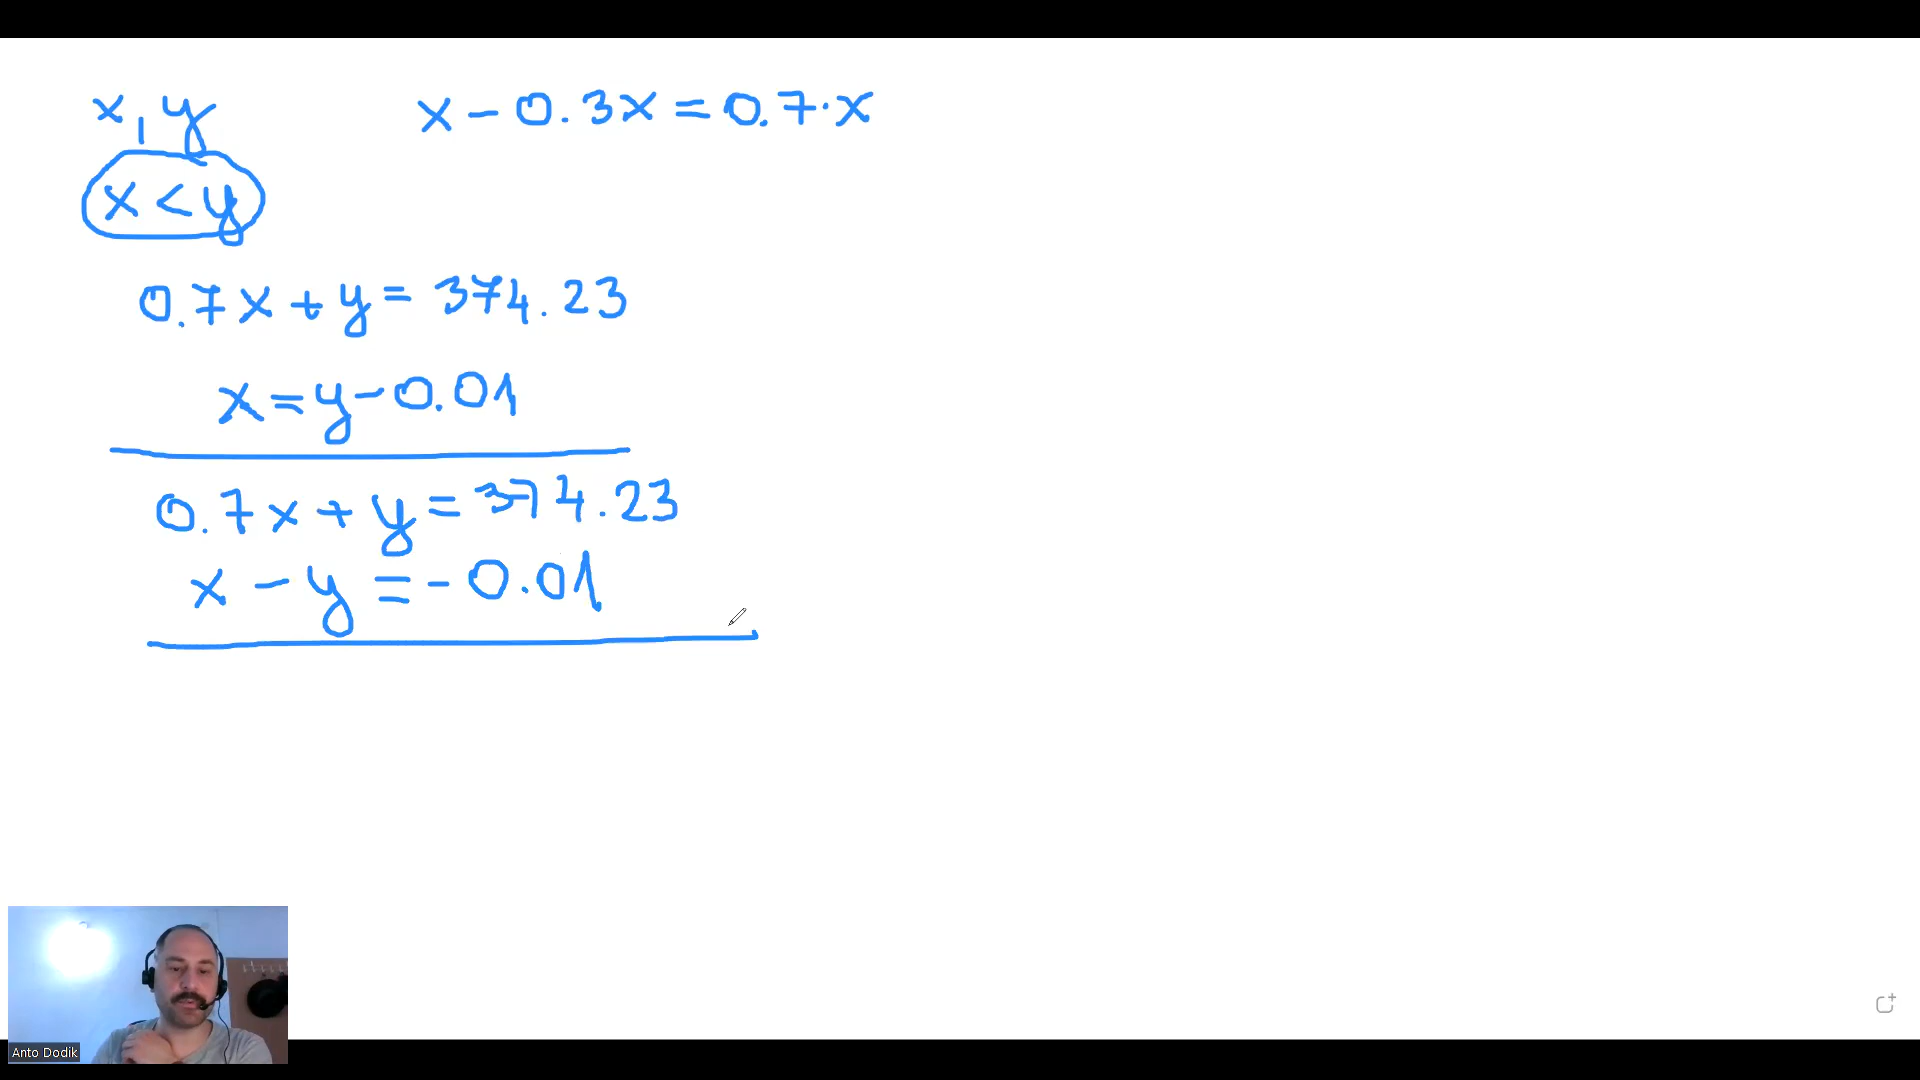 x, y
x - 0.3x = 0.7·x
x < y
0.7x + y = 374.23
x = y - 0.01
0.7x + y = 374.23
x - y = - 0.01
Anto Dodik